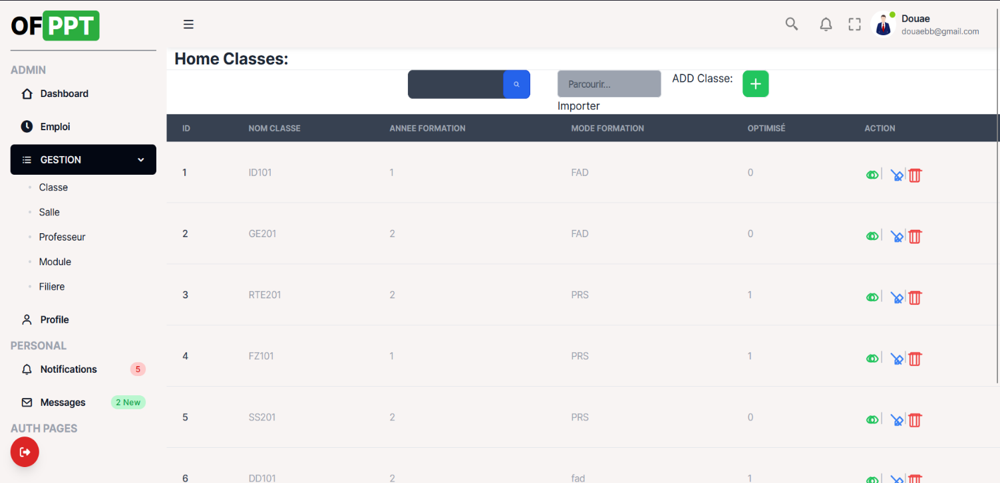 OFPPT
ADMIN
Dashboard
Emploi
GESTION
Classe
Salle
Professeur
Module
Filiere
Profile
PERSONAL
Notifications 5
Messages 2 New
AUTH PAGES
Douae
douaebb@gmail.com
Home Classes:
Parcourir... ADD Classe: +
Importer
ID NOM CLASSE ANNEE FORMATION MODE FORMATION OPTIMISÉ ACTION
1 ID101 1 FAD 0
2 GE201 2 FAD 0
3 RTE201 2 PRS 1
4 FZ101 1 PRS 1
5 SS201 2 PRS 0
6 DD101 2 fad 1